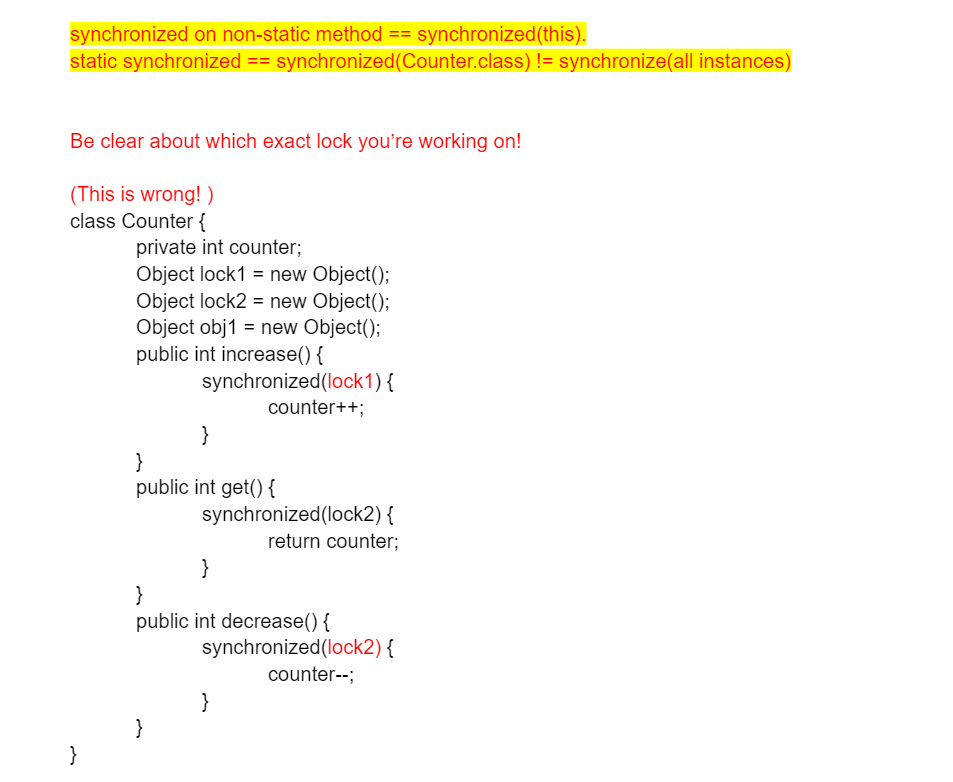 synchronized on non-static method == synchronized(this).
static synchronized == synchronized(Counter.class) != synchronize(all instances)
Be clear about which exact lock you’re working on!
(This is wrong! )
class Counter {
private int counter;
Object lock1 = new Object();
Object lock2 = new Object();
Object obj1 = new Object();
public int increase() {
synchronized(lock1) {
counter++;
}
}
public int get() {
synchronized(lock2) {
return counter;
}
}
public int decrease() {
synchronized(lock2) {
counter--;
}
}
}